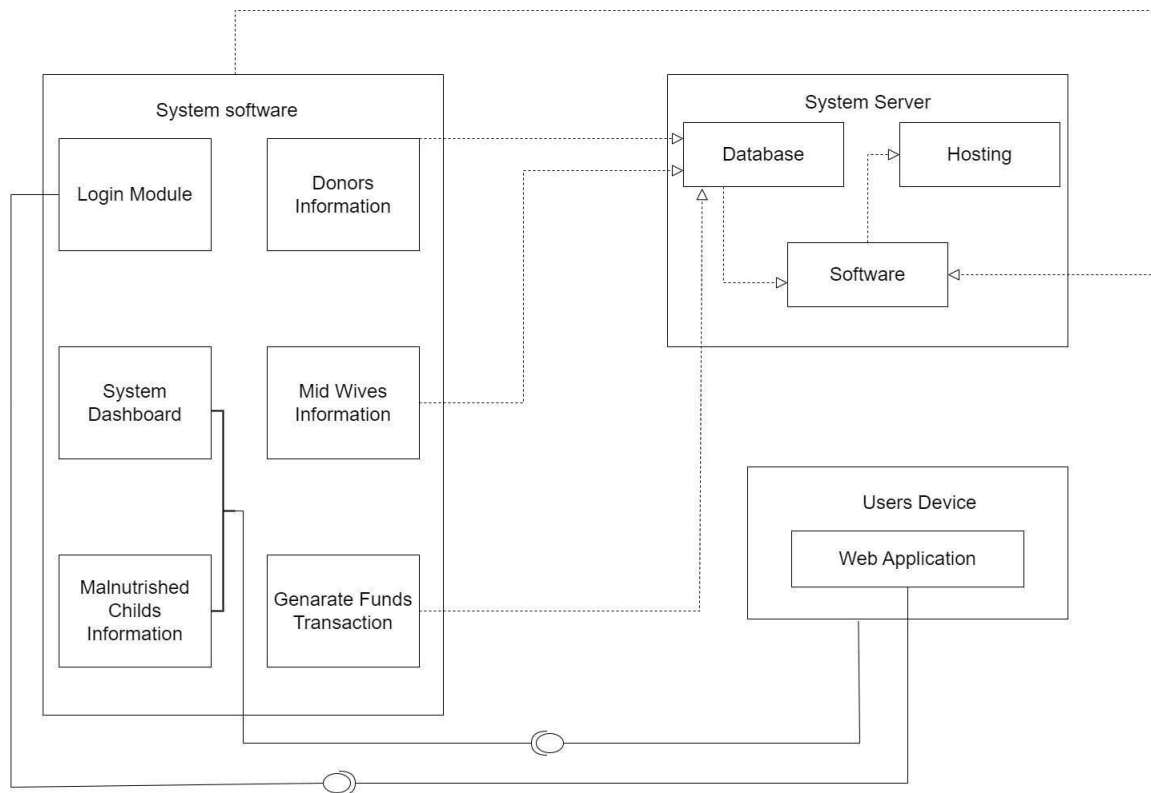 System software
Login Module
Donors
Information
System
Dashboard
Mid Wives
Information
Malnutrished
Childs
Information
Genarate Funds
Transaction
System Server
Database
Hosting
Software
Users Device
Web Application